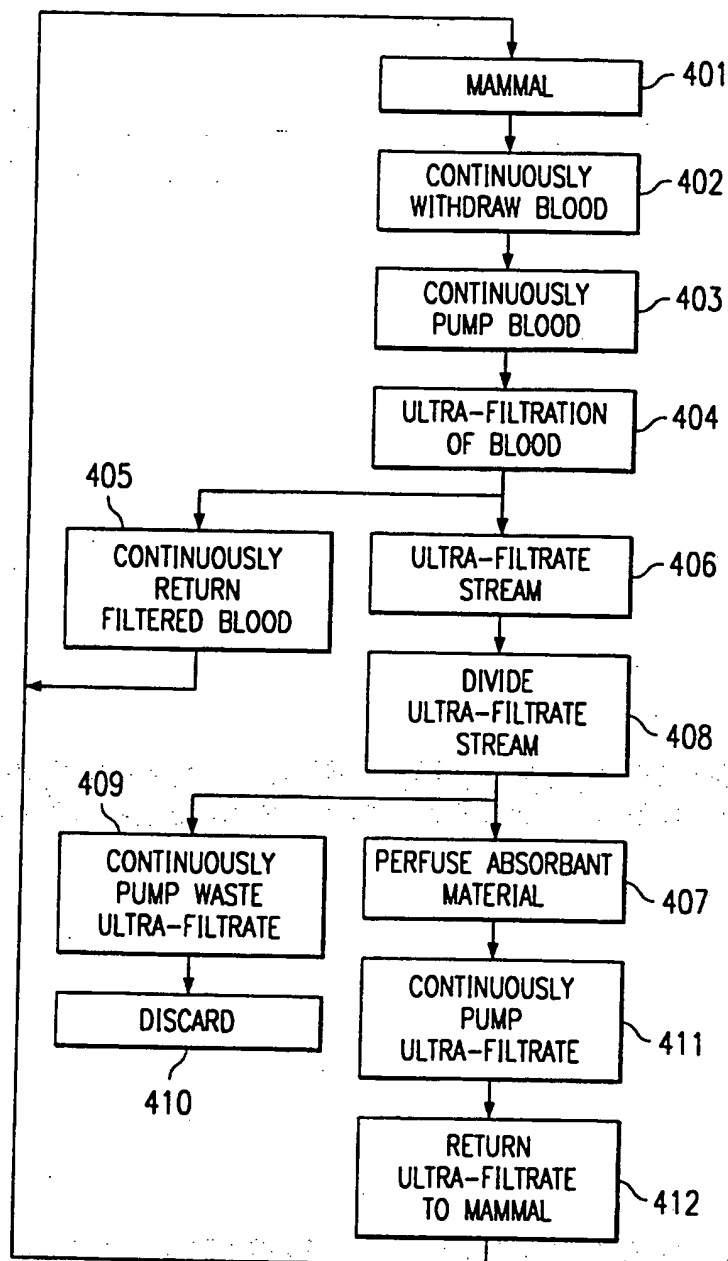 MAMMAL
401
CONTINUOUSLY
WITHDRAW BLOOD
402
CONTINUOUSLY
PUMP BLOOD
403
ULTRA-FILTRATION
OF BLOOD
404
405
CONTINUOUSLY
RETURN
FILTERED BLOOD
ULTRA-FILTRATE
STREAM
406
DIVIDE
ULTRA-FILTRATE
STREAM
408
409
CONTINUOUSLY
PUMP WASTE
ULTRA-FILTRATE
PERFUSE ABSORBANT
MATERIAL
407
DISCARD
410
CONTINUOUSLY
PUMP
ULTRA-FILTRATE
411
RETURN
ULTRA-FILTRATE
TO MAMMAL
412